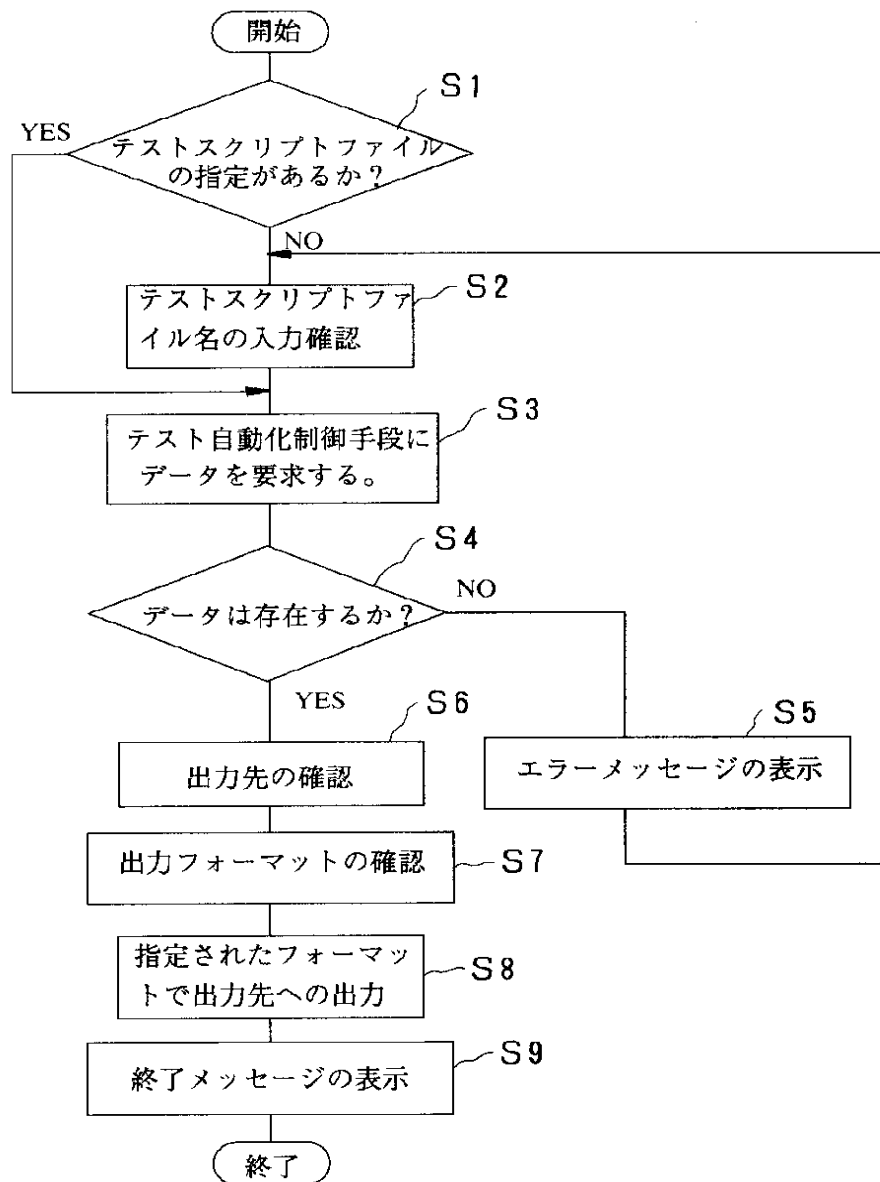 開始
S1
YES
テストスクリプトファイル
の指定があるか?
NO
S2
テストスクリプトファ
イル名の入力確認
S3
テスト自動化制御手段に
データを要求する。
S4
NO
データは存在するか?
YES
S6
出力先の確認
S5
エラーメッセージの表示
出力フォーマットの確認
S7
指定されたフォーマッ
トで出力先への出力
S8
S9
終了メッセージの表示
終了